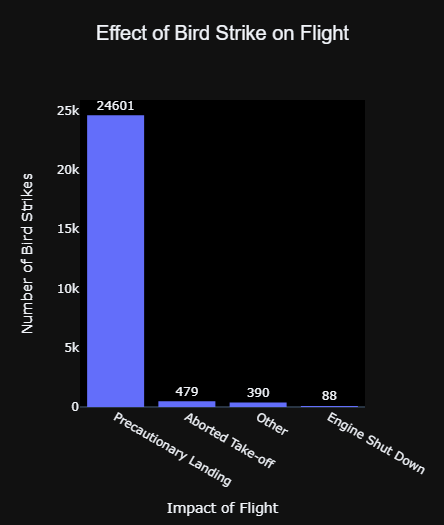 Effect of Bird Strike on Flight
Number of Bird Strikes
25k
20k
15k
10k
5k
0
24601
479
390
88
Precautionary Landing
Aborted Take-off
Other
Engine Shut Down
Impact of Flight